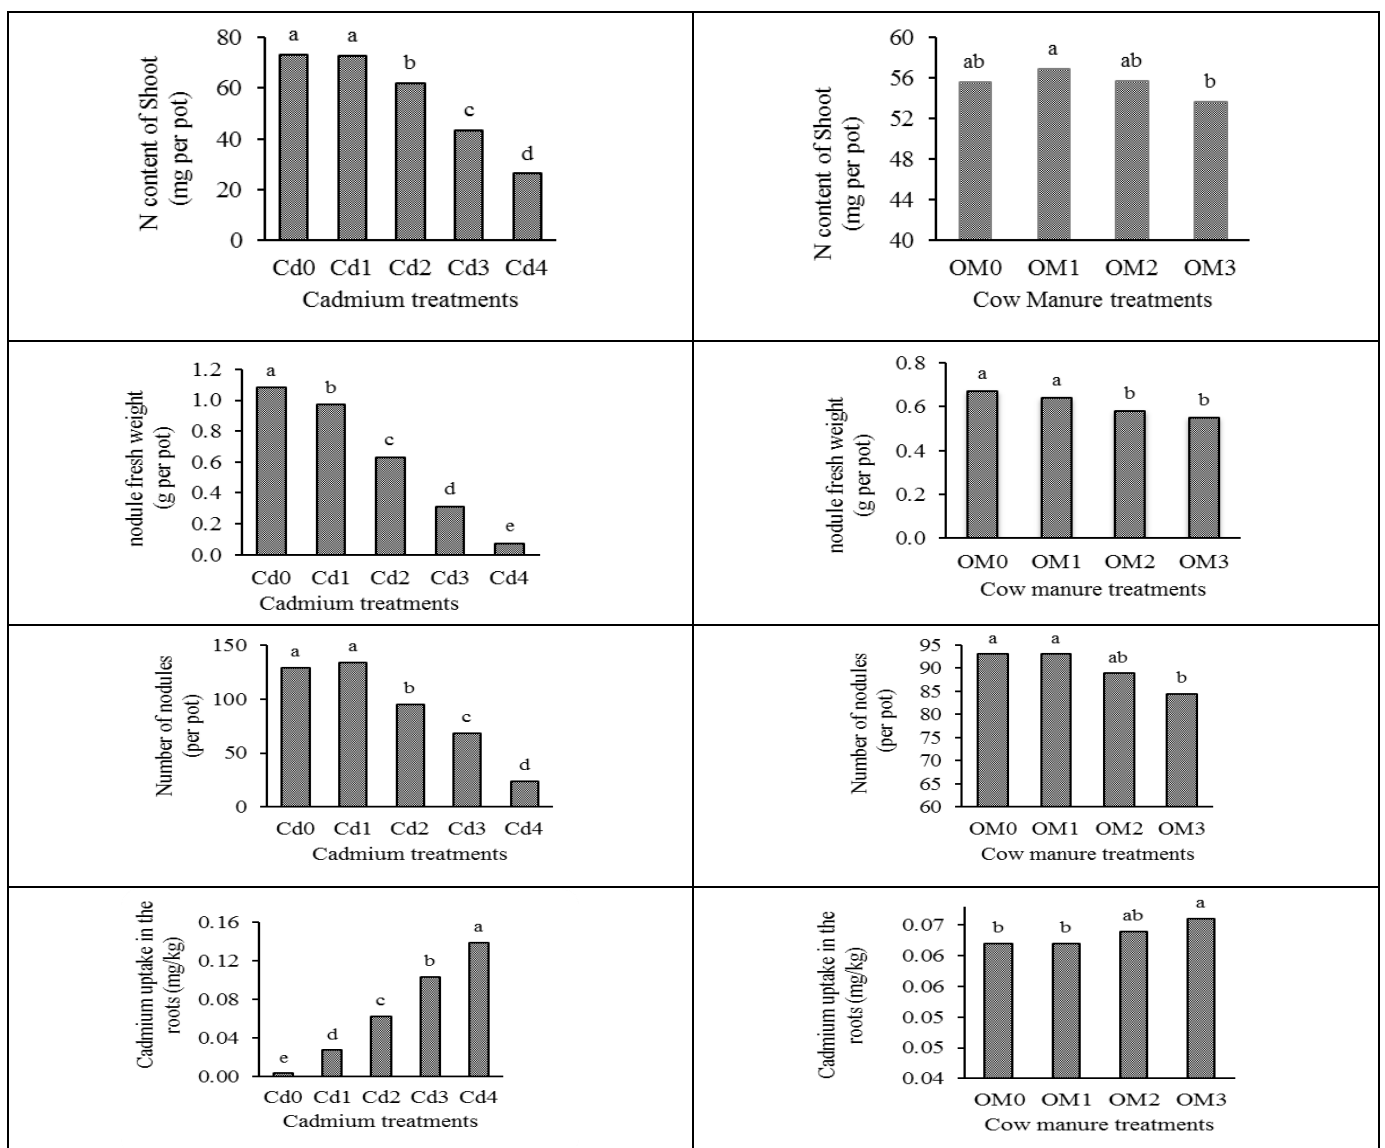 80
60
40
20
0
N content of Shoot
(mg per pot)
a a b c d
Cd0 Cd1 Cd2 Cd3 Cd4
Cadmium treatments
60
56
52
48
44
40
N content of Shoot
(mg per pot)
ab a ab b
OM0 OM1 OM2 OM3
Cow Manure treatments
1.2
1.0
0.8
0.6
0.4
0.2
0.0
nodule fresh weight
(g per pot)
a b c d e
Cd0 Cd1 Cd2 Cd3 Cd4
Cadmium treatments
0.8
0.6
0.4
0.2
0.0
nodule fresh weight
(g per pot)
a a b b
OM0 OM1 OM2 OM3
Cow manure treatments
150
100
50
0
Number of nodules
(per pot)
a a b c d
Cd0 Cd1 Cd2 Cd3 Cd4
Cadmium treatments
95
90
85
80
75
70
65
60
Number of nodules
(per pot)
a a ab b
OM0 OM1 OM2 OM3
Cow manure treatments
0.16
0.12
0.08
0.04
0.00
Cadmium uptake in the
roots (mg/kg)
e d c b a
Cd0 Cd1 Cd2 Cd3 Cd4
Cadmium treatments
0.07
0.06
0.06
0.05
0.05
0.04
Cadmium uptake in the
roots (mg/kg)
b b ab a
OM0 OM1 OM2 OM3
Cow manure treatments